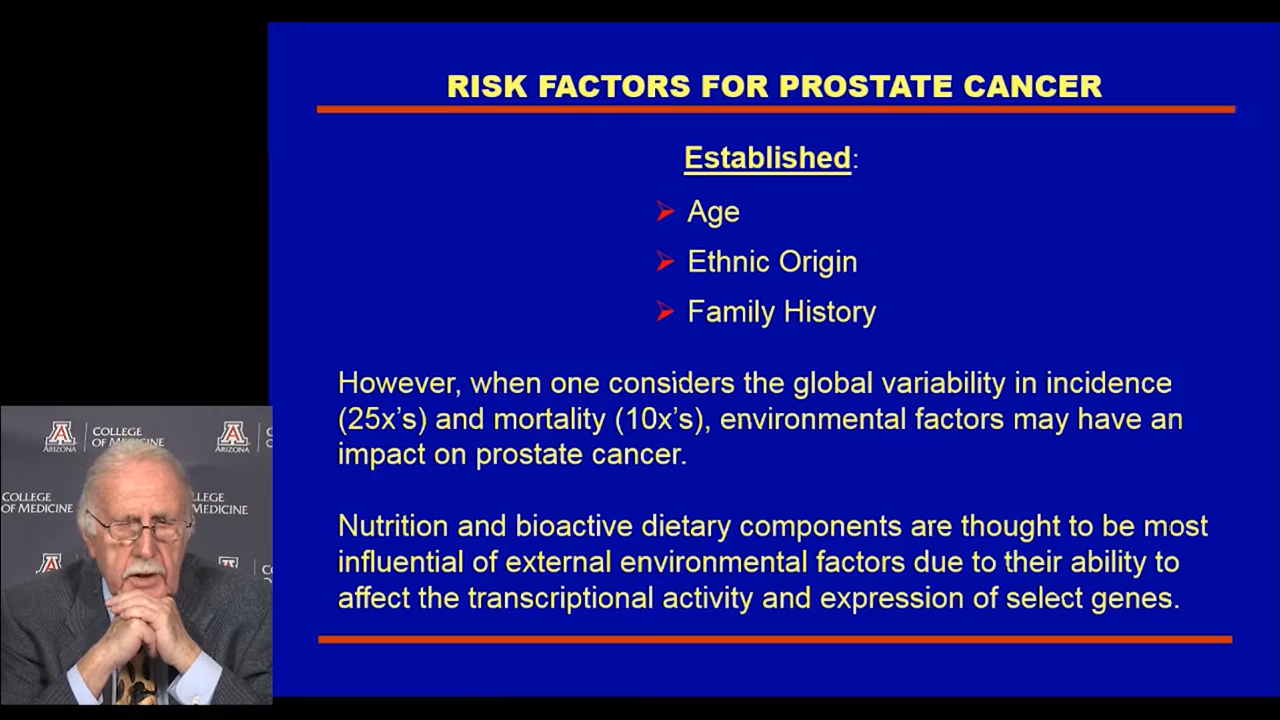 RISK FACTORS FOR PROSTATE CANCER
Established:
Age
Ethnic Origin
Family History
However, when one considers the global variability in incidence
(25x's) and mortality (10x's), environmental factors may have an
impact on prostate cancer.
Nutrition and bioactive dietary components are thought to be most
influential of external environmental factors due to their ability to
affect the transcriptional activity and expression of select genes.
A
ARIZONA
COLLEGE
OF MEDICINE
A
ARIZONA
COLLEGE
OF MEDICINE
LLEGE
MEDICINE